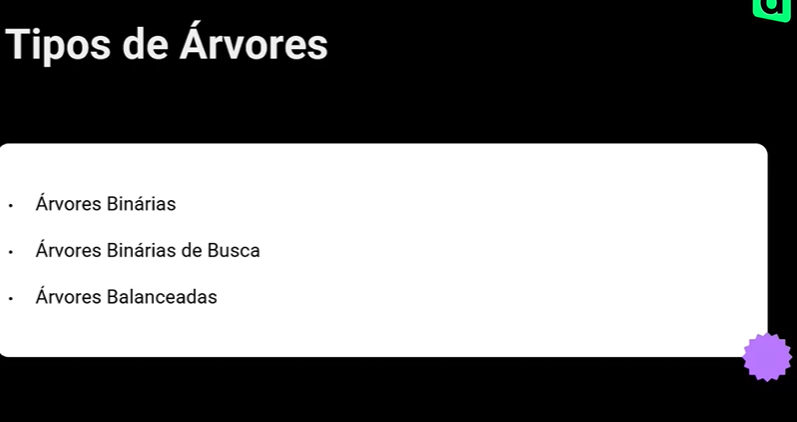 Tipos de Árvores
• Árvores Binárias
• Árvores Binárias de Busca
• Árvores Balanceadas